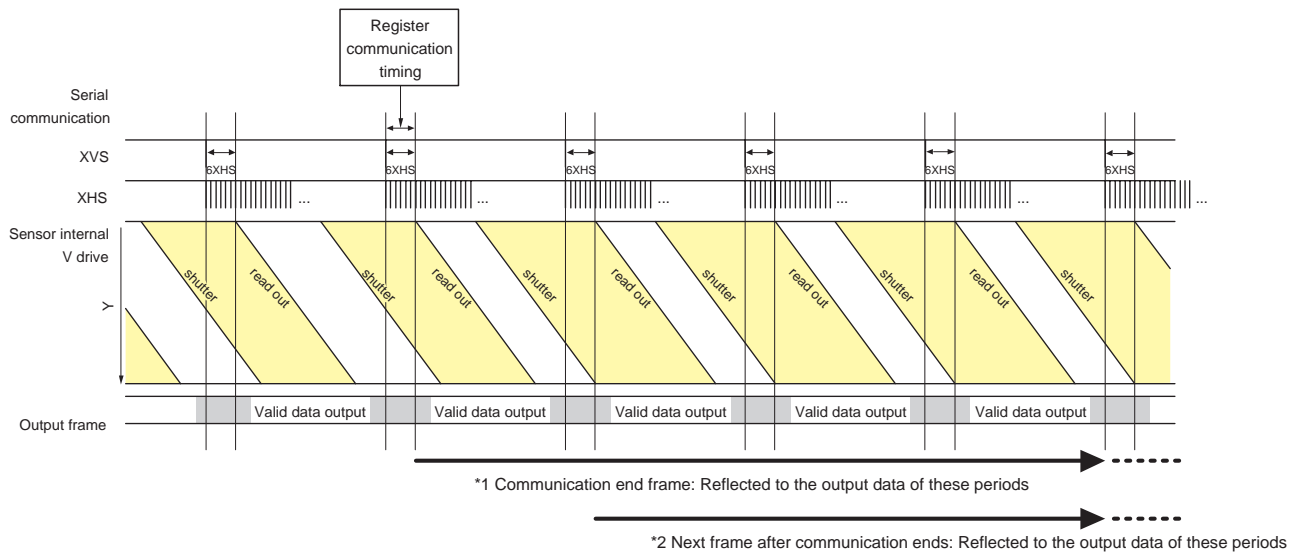 Register
communication
timing
Serial
communication
XVS
6XHS 6XHS 6XHS 6XHS 6XHS 6XHS
XHS
... ... ... ... ... ...
Sensor internal
V drive
Y
shutter read out shutter read out shutter read out shutter read out shutter read out shutter
Output frame
Valid data output Valid data output Valid data output Valid data output Valid data output
*1 Communication end frame: Reflected to the output data of these periods
*2 Next frame after communication ends: Reflected to the output data of these periods